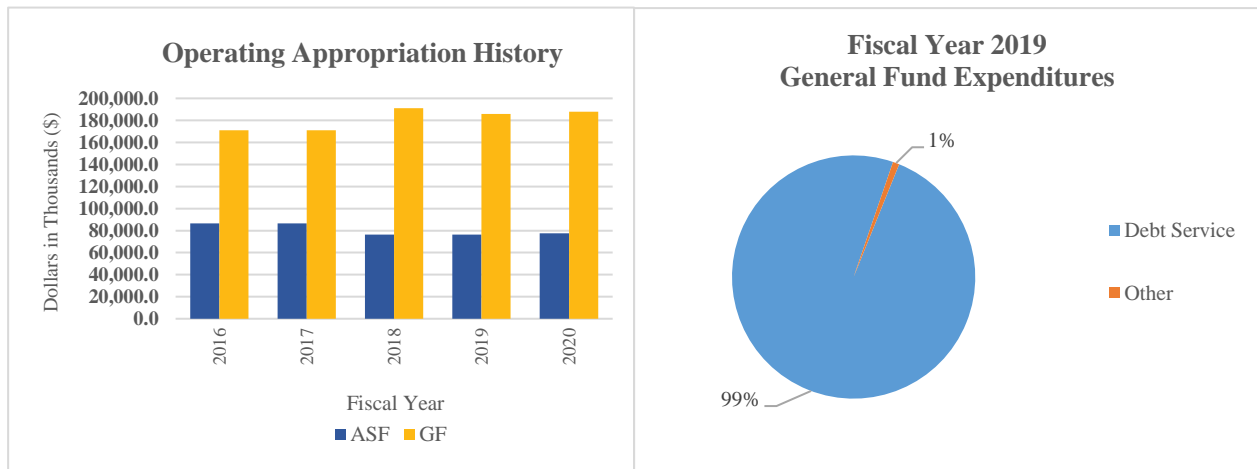 Operating Appropriation History
Dollars in Thousands ($)
200,000.0
180,000.0
160,000.0
140,000.0
120,000.0
100,000.0
80,000.0
60,000.0
40,000.0
20,000.0
0.0
2016
2017
2018
2019
2020
Fiscal Year
ASF
GF
Fiscal Year 2019
General Fund Expenditures
1%
99%
Debt Service
Other